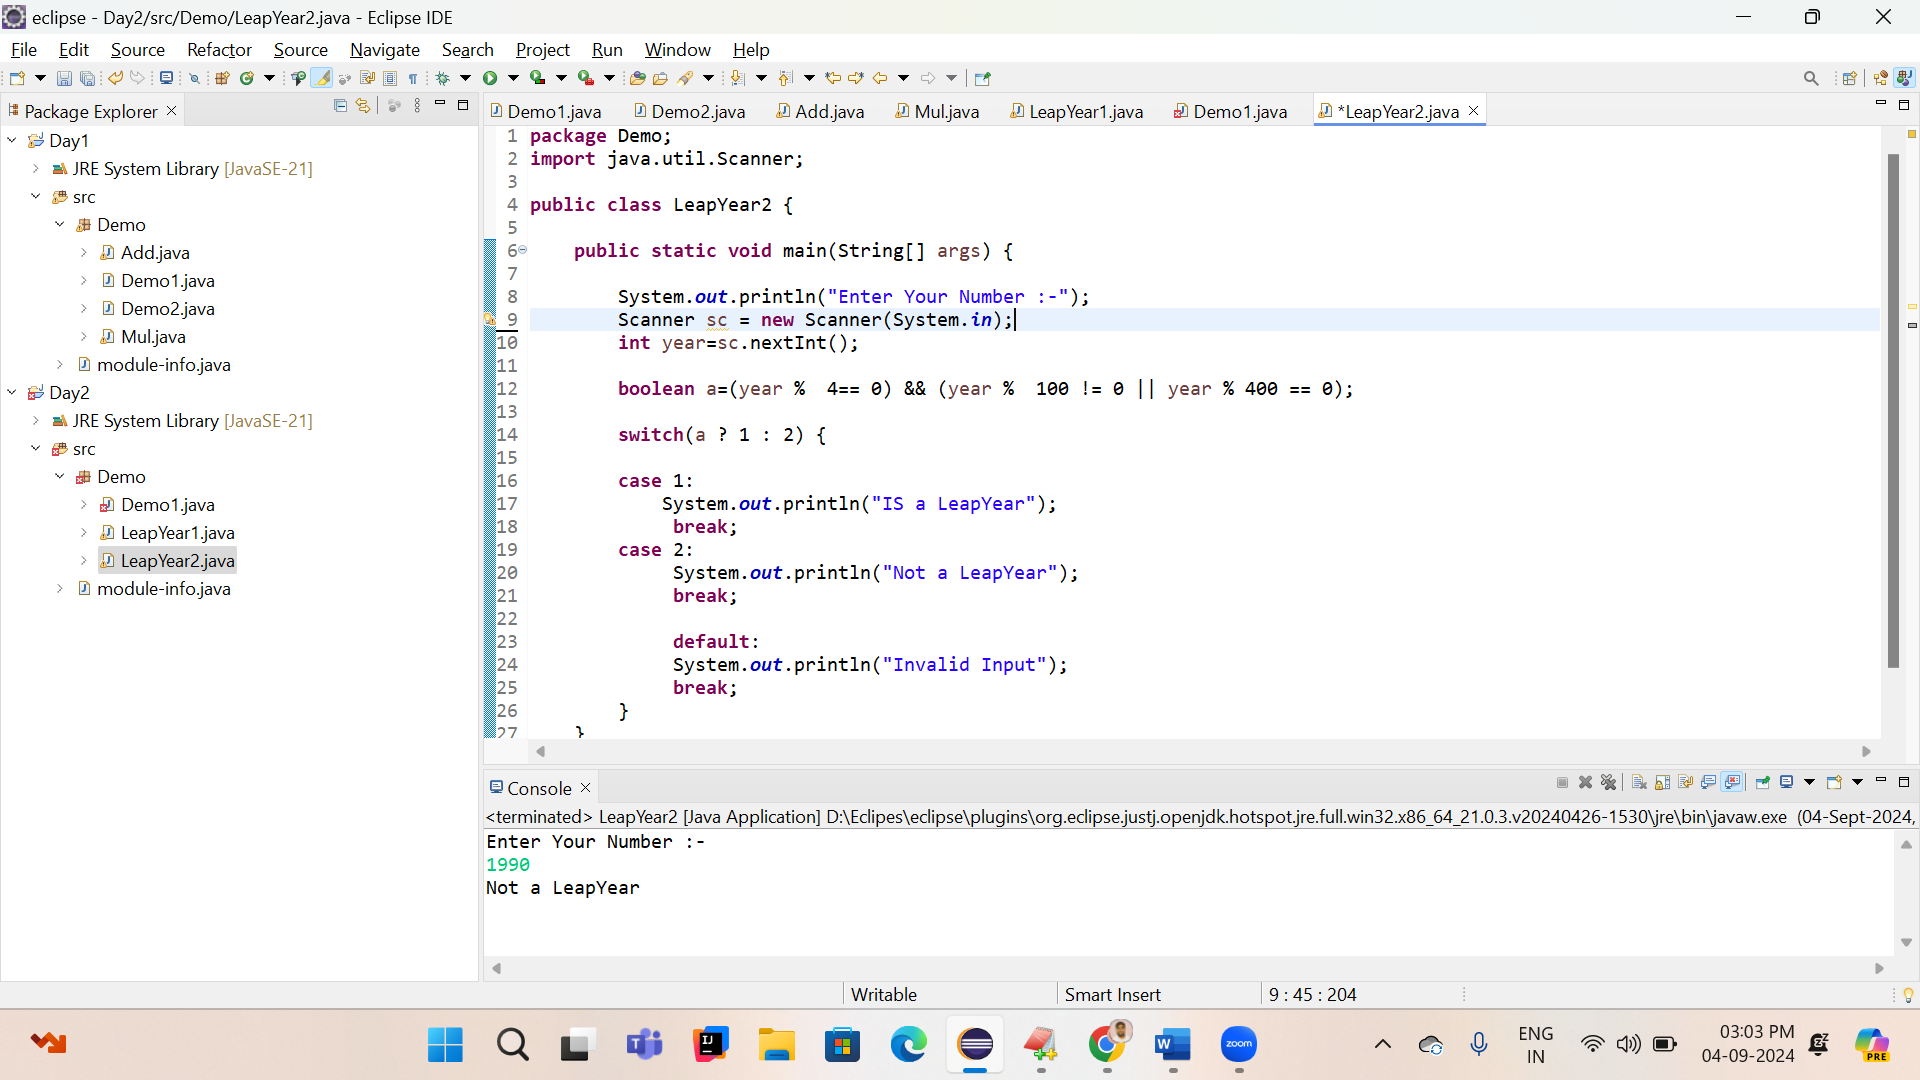 eclipse - Day2/src/Demo/LeapYear2.java - Eclipse IDE
File Edit Source Refactor Source Navigate Search Project Run Window Help
Package Explorer
Day1
JRE System Library [JavaSE-21]
src
Demo
Add.java
Demo1.java
Demo2.java
Mul.java
module-info.java
Day2
JRE System Library [JavaSE-21]
src
Demo
Demo1.java
LeapYear1.java
LeapYear2.java
module-info.java
Demo1.java Demo2.java Add.java Mul.java LeapYear1.java Demo1.java *LeapYear2.java
1 package Demo;
2 import java.util.Scanner;
3
4 public class LeapYear2 {
5
6 public static void main(String[] args) {
7
8 System.out.println("Enter Your Number :-");
9 Scanner sc = new Scanner(System.in);
10 int year=sc.nextInt();
11
12 boolean a=(year %  4== 0) && (year %  100 != 0 || year % 400 == 0);
13
14 switch(a ? 1 : 2) {
15
16 case 1:
17 System.out.println("IS a LeapYear");
18 break;
19 case 2:
20 System.out.println("Not a LeapYear");
21 break;
22
23 default:
24 System.out.println("Invalid Input");
25 break;
26 }
27 }
Console
<terminated> LeapYear2 [Java Application] D:\Eclipes\eclipse\plugins\org.eclipse.justj.openjdk.hotspot.jre.full.win32.x86_64_21.0.3.v20240426-1530\jre\bin\javaw.exe (04-Sept-2024,
Enter Your Number :-
1990
Not a LeapYear
Writable Smart Insert 9 : 45 : 204
zoom
ENG
IN
03:03 PM
04-09-2024
PRE